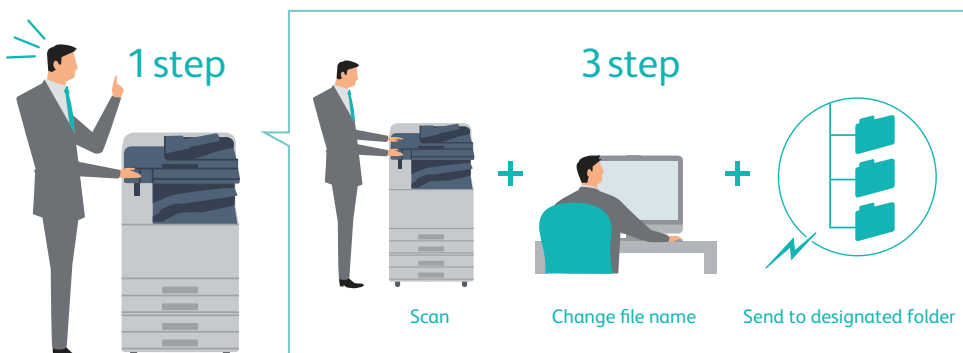 1 step
3 step
Scan
Change file name
Send to designated folder